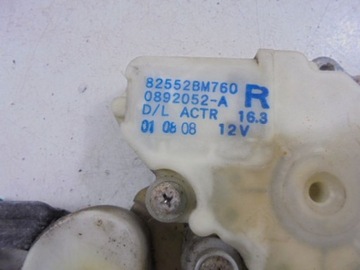 82552BM760
0892052-A R
D/L ACTR 16.3
01 08 08 12V